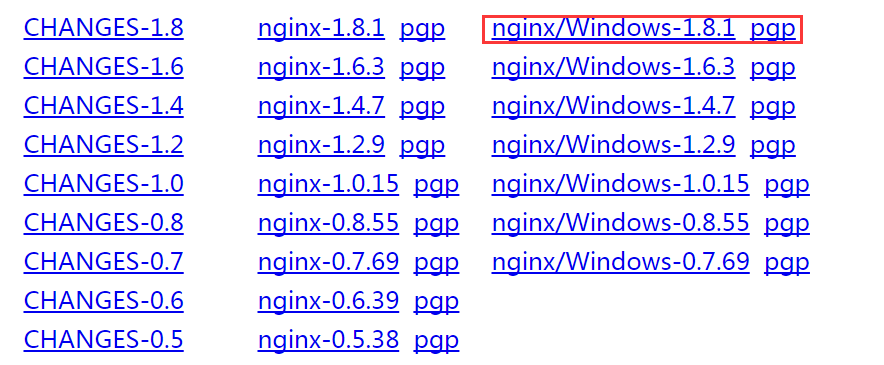 CHANGES-1.8 nginx-1.8.1 pgp nginx/Windows-1.8.1 pgp
CHANGES-1.6 nginx-1.6.3 pgp nginx/Windows-1.6.3 pgp
CHANGES-1.4 nginx-1.4.7 pgp nginx/Windows-1.4.7 pgp
CHANGES-1.2 nginx-1.2.9 pgp nginx/Windows-1.2.9 pgp
CHANGES-1.0 nginx-1.0.15 pgp nginx/Windows-1.0.15 pgp
CHANGES-0.8 nginx-0.8.55 pgp nginx/Windows-0.8.55 pgp
CHANGES-0.7 nginx-0.7.69 pgp nginx/Windows-0.7.69 pgp
CHANGES-0.6 nginx-0.6.39 pgp
CHANGES-0.5 nginx-0.5.38 pgp